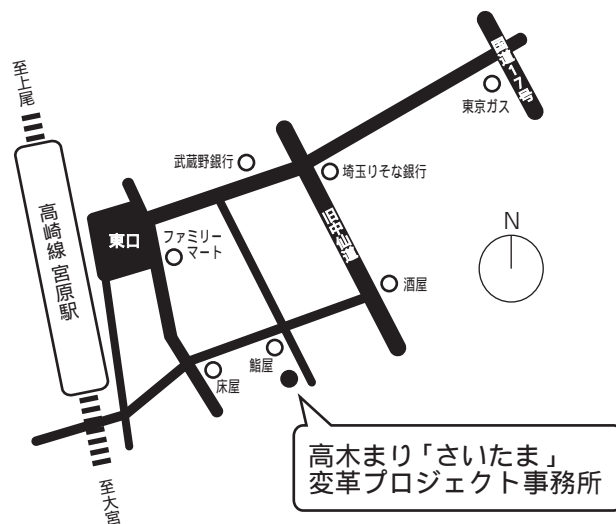 至上尾
国道17号
東京ガス
武蔵野銀行
埼玉りそな銀行
高崎線 宮原駅
東口
ファミリー
マート
旧中仙道
N
酒屋
鮨屋
床屋
高木まり「さいたま」
変革プロジェクト事務所
至大宮